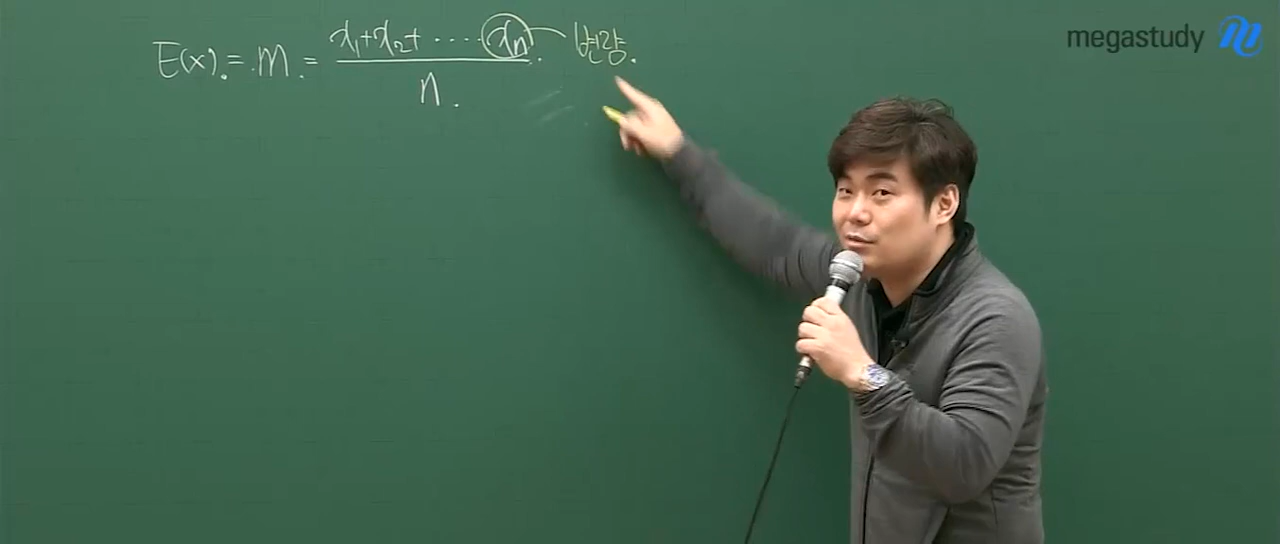 megastudy
E(x) = m = (x₁+x₂+ ····· xₙ) / n 변량.